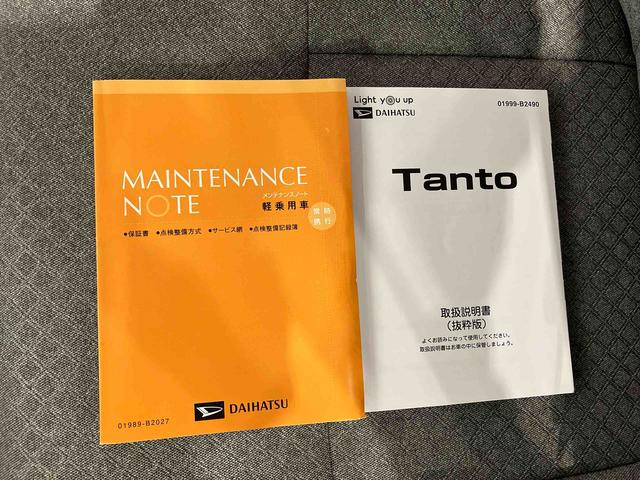 MAINTENANCE
NOTE
メンテナンスノート
軽乗用車
常時
携行
●保証書 ●点検整備方式 ●サービス網 ●点検整備記録簿
DAIHATSU
01989-B2027
Light you up
DAIHATSU
01999-B2490
Tanto
取扱説明書
(抜粋版)
よくお読みになって使用してください。
取扱説明書はお車の中に保管しましょう。